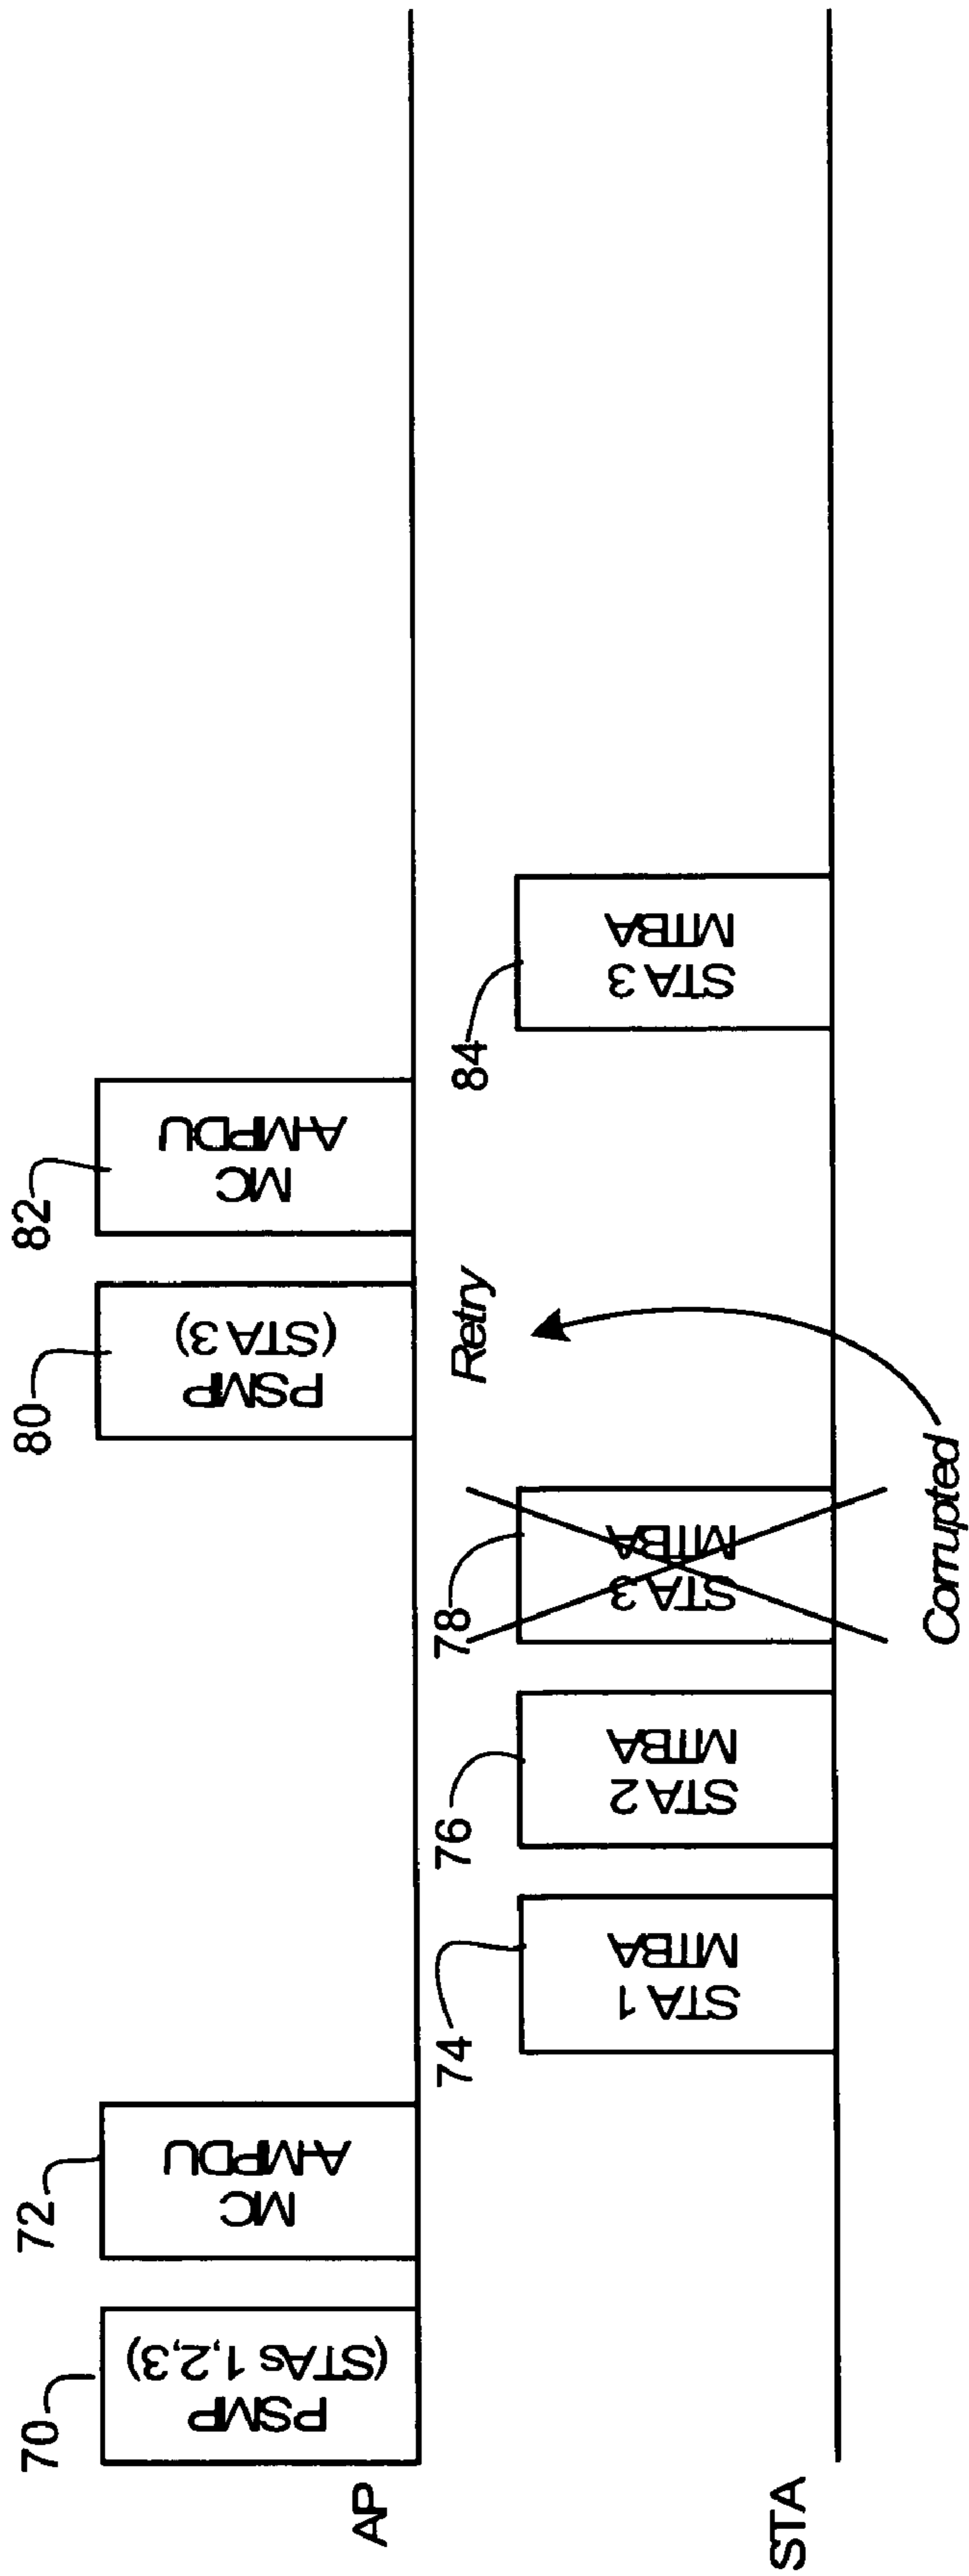 70
72
80
82
PSMP
(STAs 1,2,3)
MC
A-MPDU
PSMP
(STA 3)
MC
A-MPDU
AP
74
76
78
Retry
84
STA 1
MTBA
STA 2
MTBA
STA 3
MTBA
STA 3
MTBA
STA
Corrupted